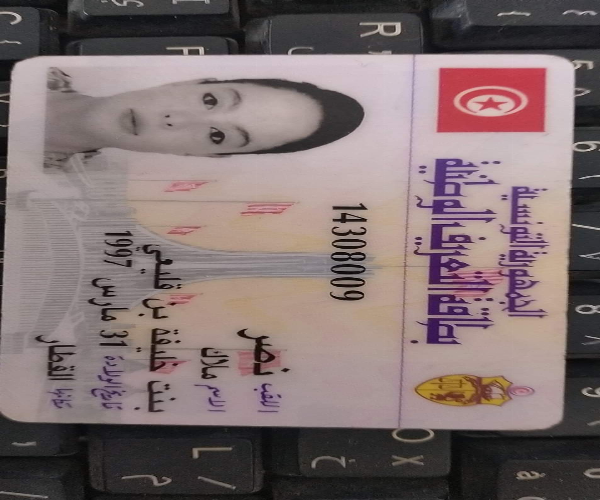 الجمهورية التونسية
بطاقة التعريف الوطنية
14308009
اللقب نصر
الاسم ملاك
بنت خليفة بن قليعي
تاريخ الولادة 31 مارس 1997
مكانها القطار